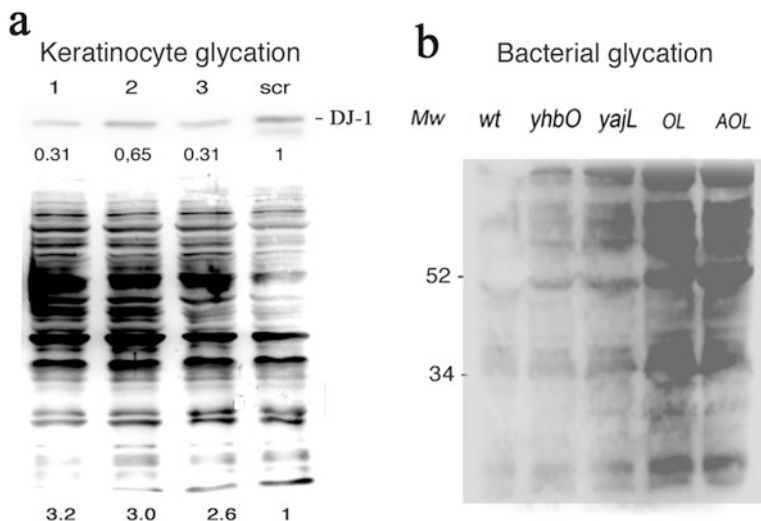 a
Keratinocyte glycation
1 2 3 scr
- DJ-1
0.31 0,65 0.31 1
3.2 3.0 2.6 1
b
Bacterial glycation
Mw wt yhbO yajL OL AOL
52 -
34 -